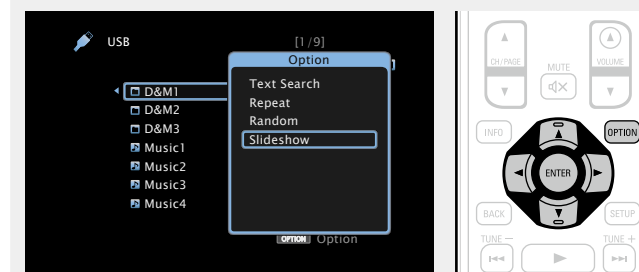 USB
[1/9]
Option
D&M1
D&M2
D&M3
Music1
Music2
Music3
Music4
Text Search
Repeat
Random
Slideshow
OPTION Option
CH/PAGE
MUTE
VOLUME
INFO
OPTION
ENTER
BACK
SETUP
TUNE −
TUNE +